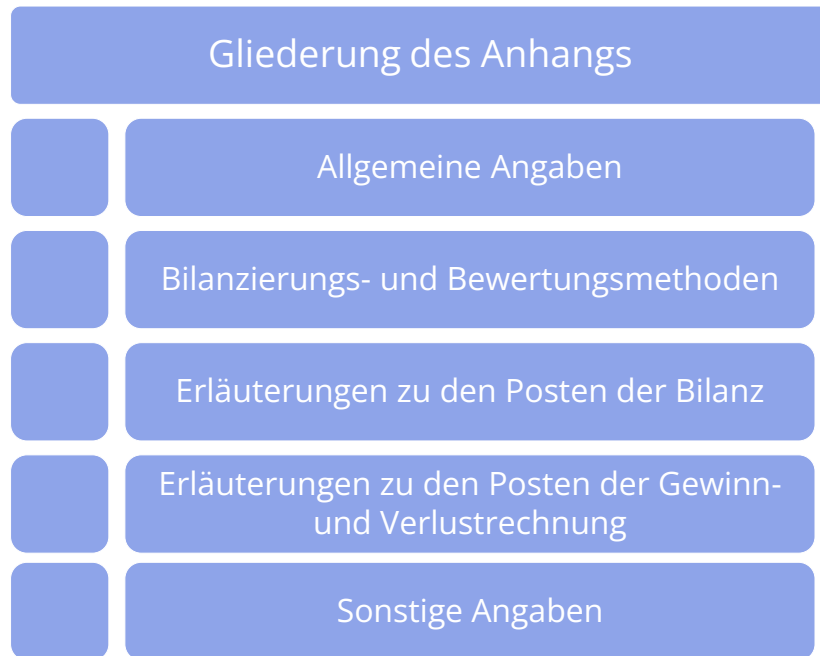 Gliederung des Anhangs
Allgemeine Angaben
Bilanzierungs- und Bewertungsmethoden
Erläuterungen zu den Posten der Bilanz
Erläuterungen zu den Posten der Gewinn-
und Verlustrechnung
Sonstige Angaben